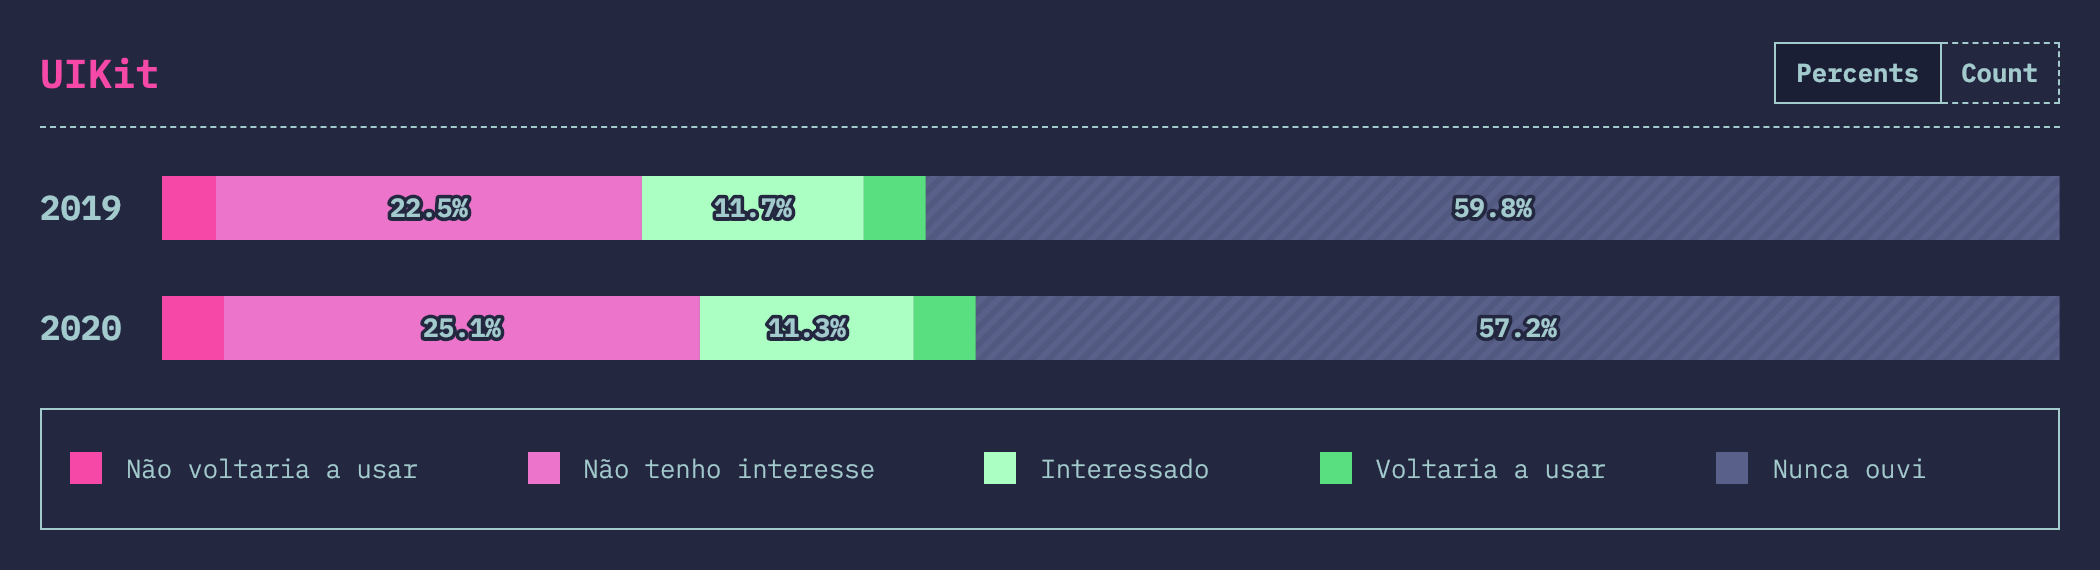 UIKit
Percents Count
2019 22.5% 11.7% 59.8%
2020 25.1% 11.3% 57.2%
Não voltaria a usar Não tenho interesse Interessado Voltaria a usar Nunca ouvi